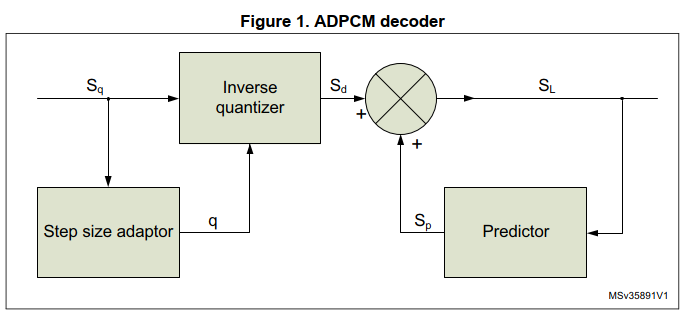 Figure 1. ADPCM decoder
Sq
Inverse
quantizer
Sd
SL
+
+
Step size adaptor
q
Sp
Predictor
MSv35891V1